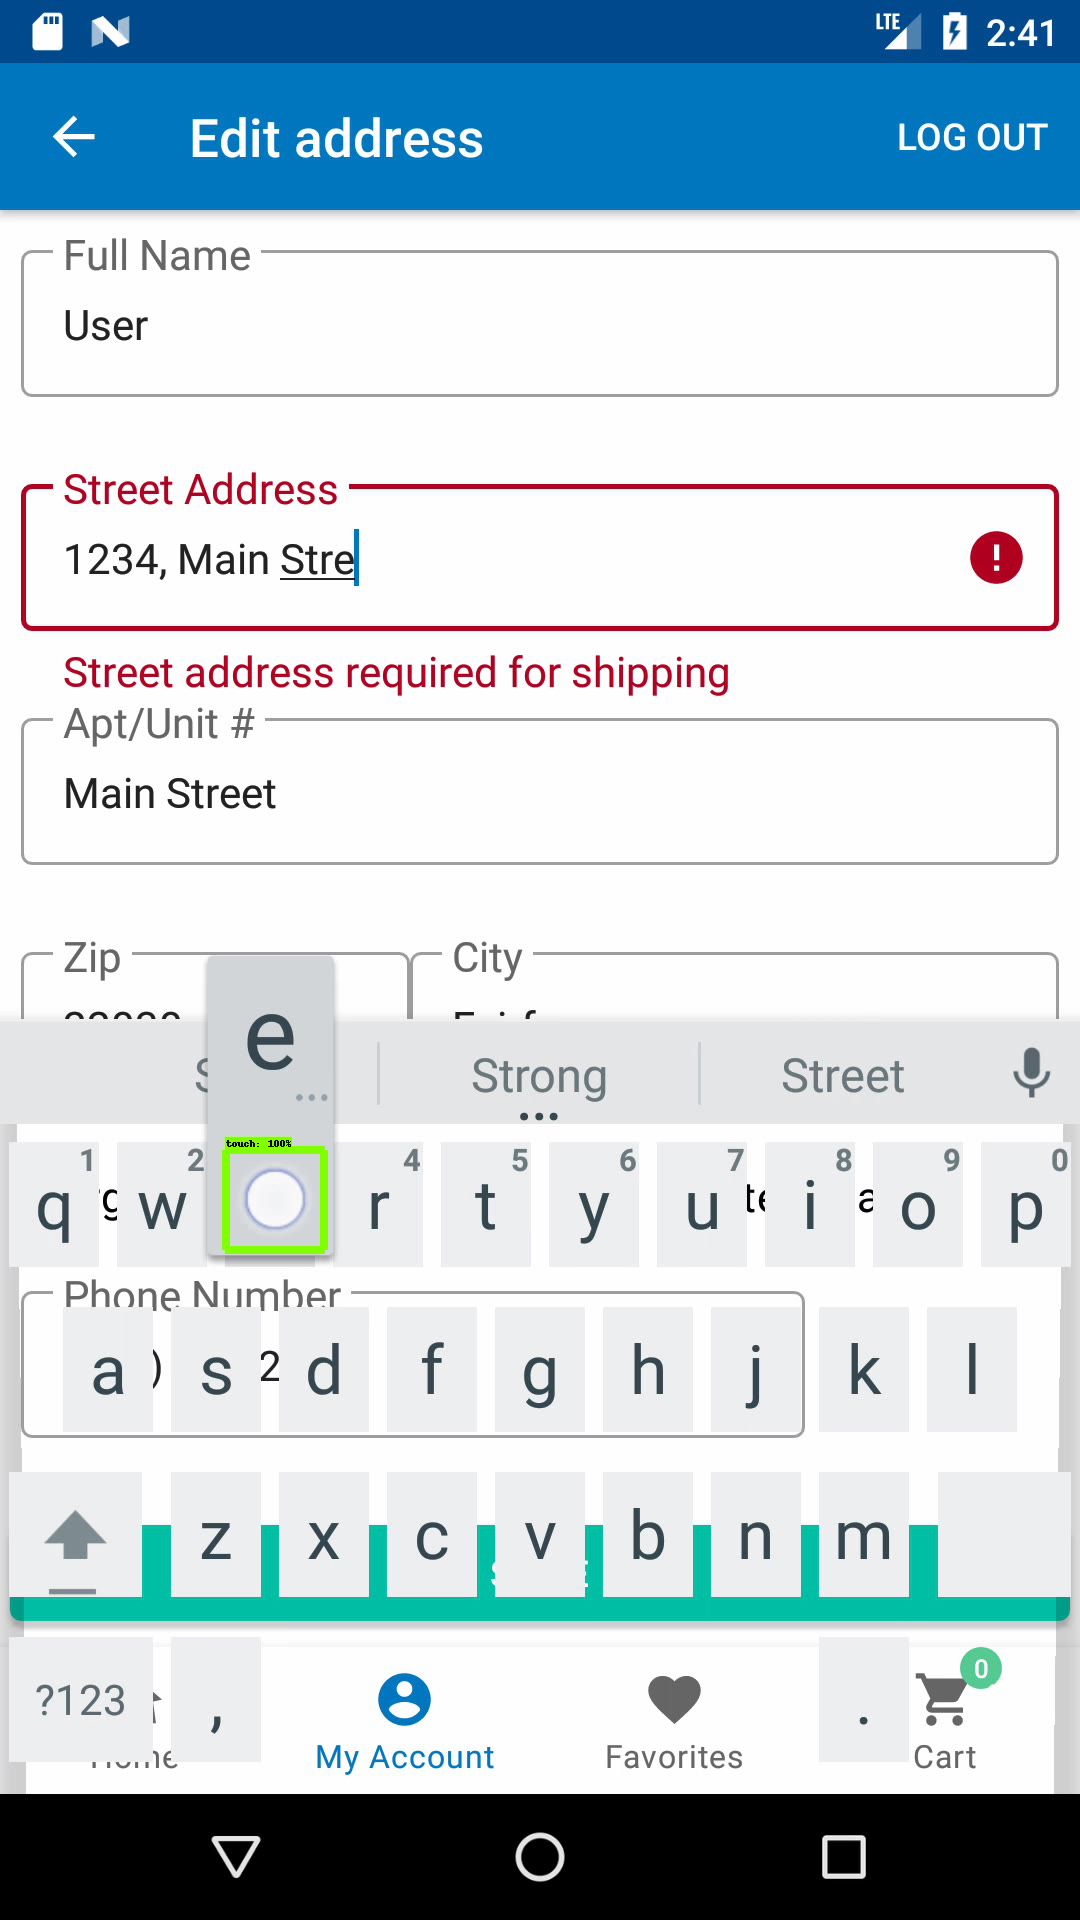 LTE 2:41
Edit address LOG OUT
Full Name
User
Street Address
1234, Main Stre
!
Street address required for shipping
Apt/Unit #
Main Street
Zip City
e
Strong Street
touch: 100%
1 2 4 5 6 7 8 9 0
q w r t y u i o p
Phone Number
a s d f g h j k l
z x c v b n m
?123 , .
0
Home My Account Favorites Cart